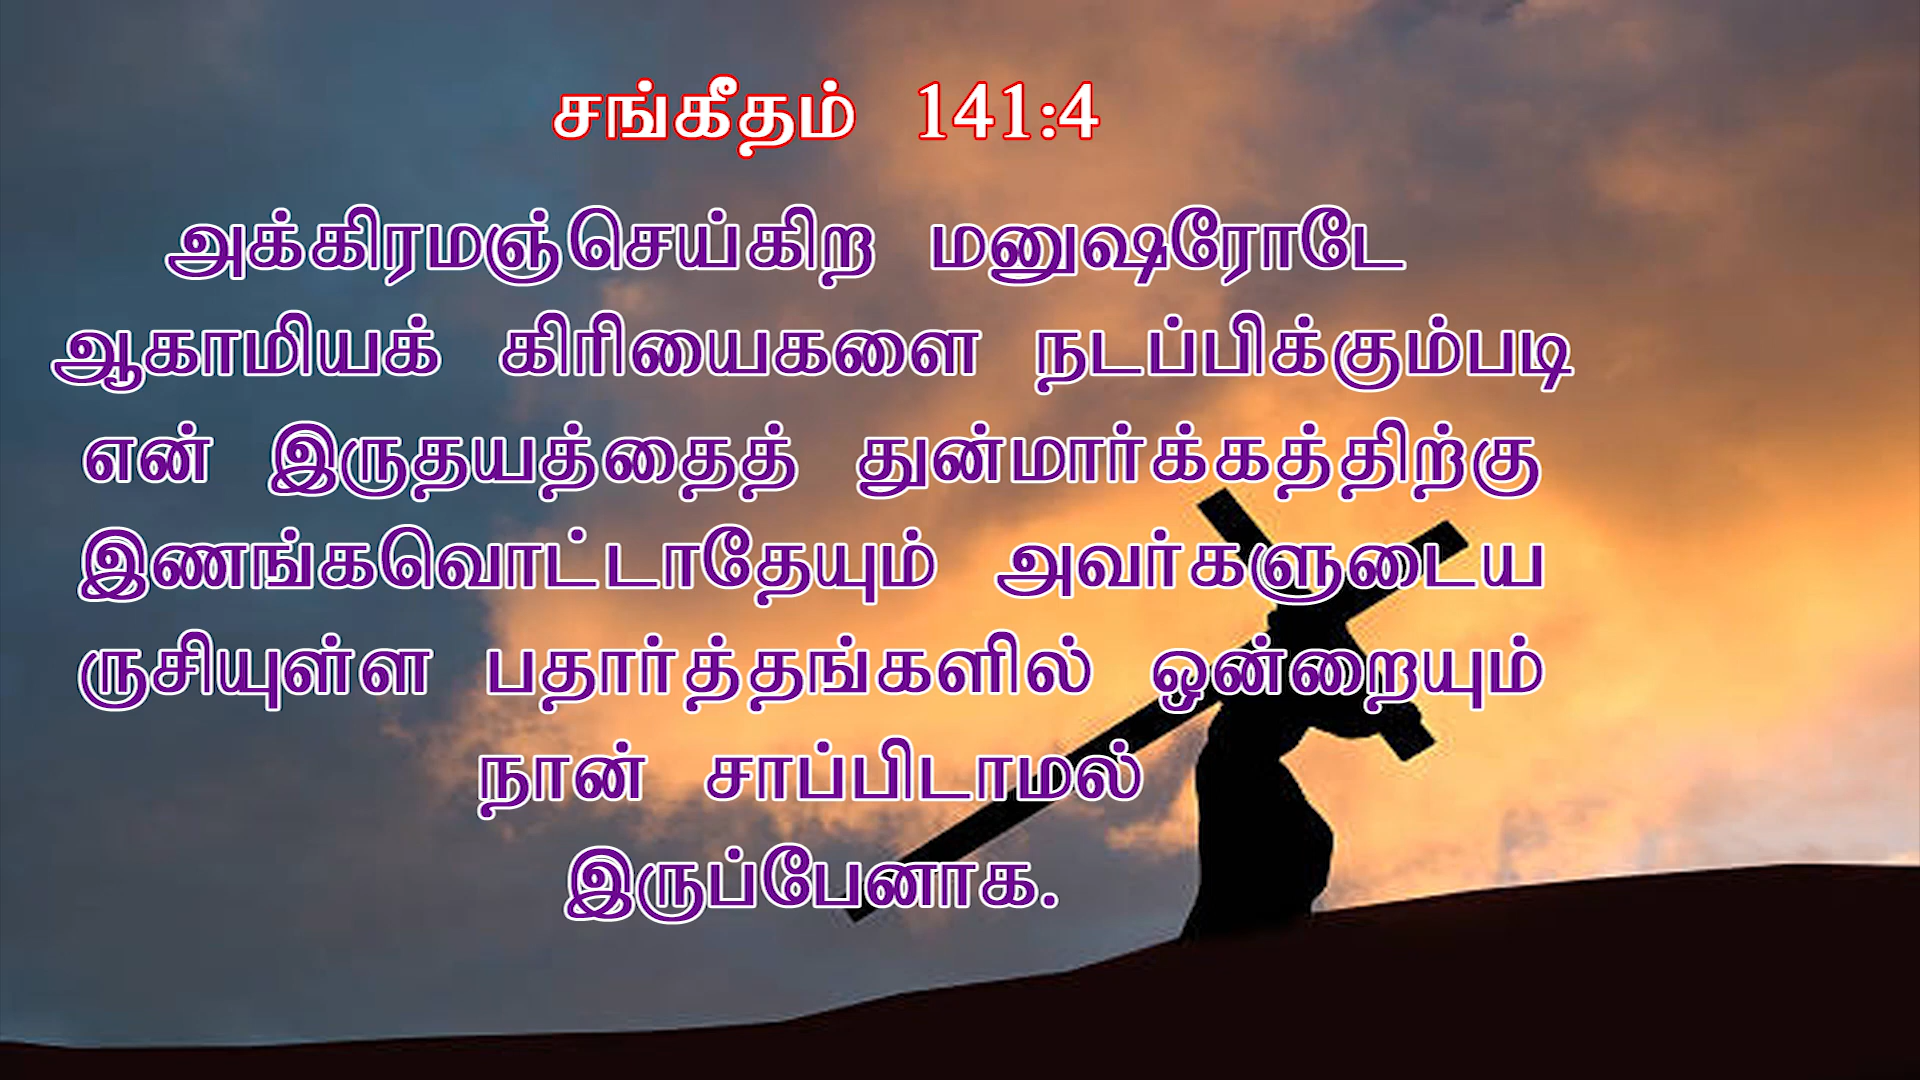 சங்கீதம் 141:4
அக்கிரமஞ்செய்கிற மனுஷரோடே
ஆகாமியக் கிரியைகளை நடப்பிக்கும்படி
என் இருதயத்தைத் துன்மார்க்கத்திற்கு
இணங்கவொட்டாதேயும் அவர்களுடைய
ருசியுள்ள பதார்த்தங்களில் ஒன்றையும்
நான் சாப்பிடாமல்
இருப்பேனாக.